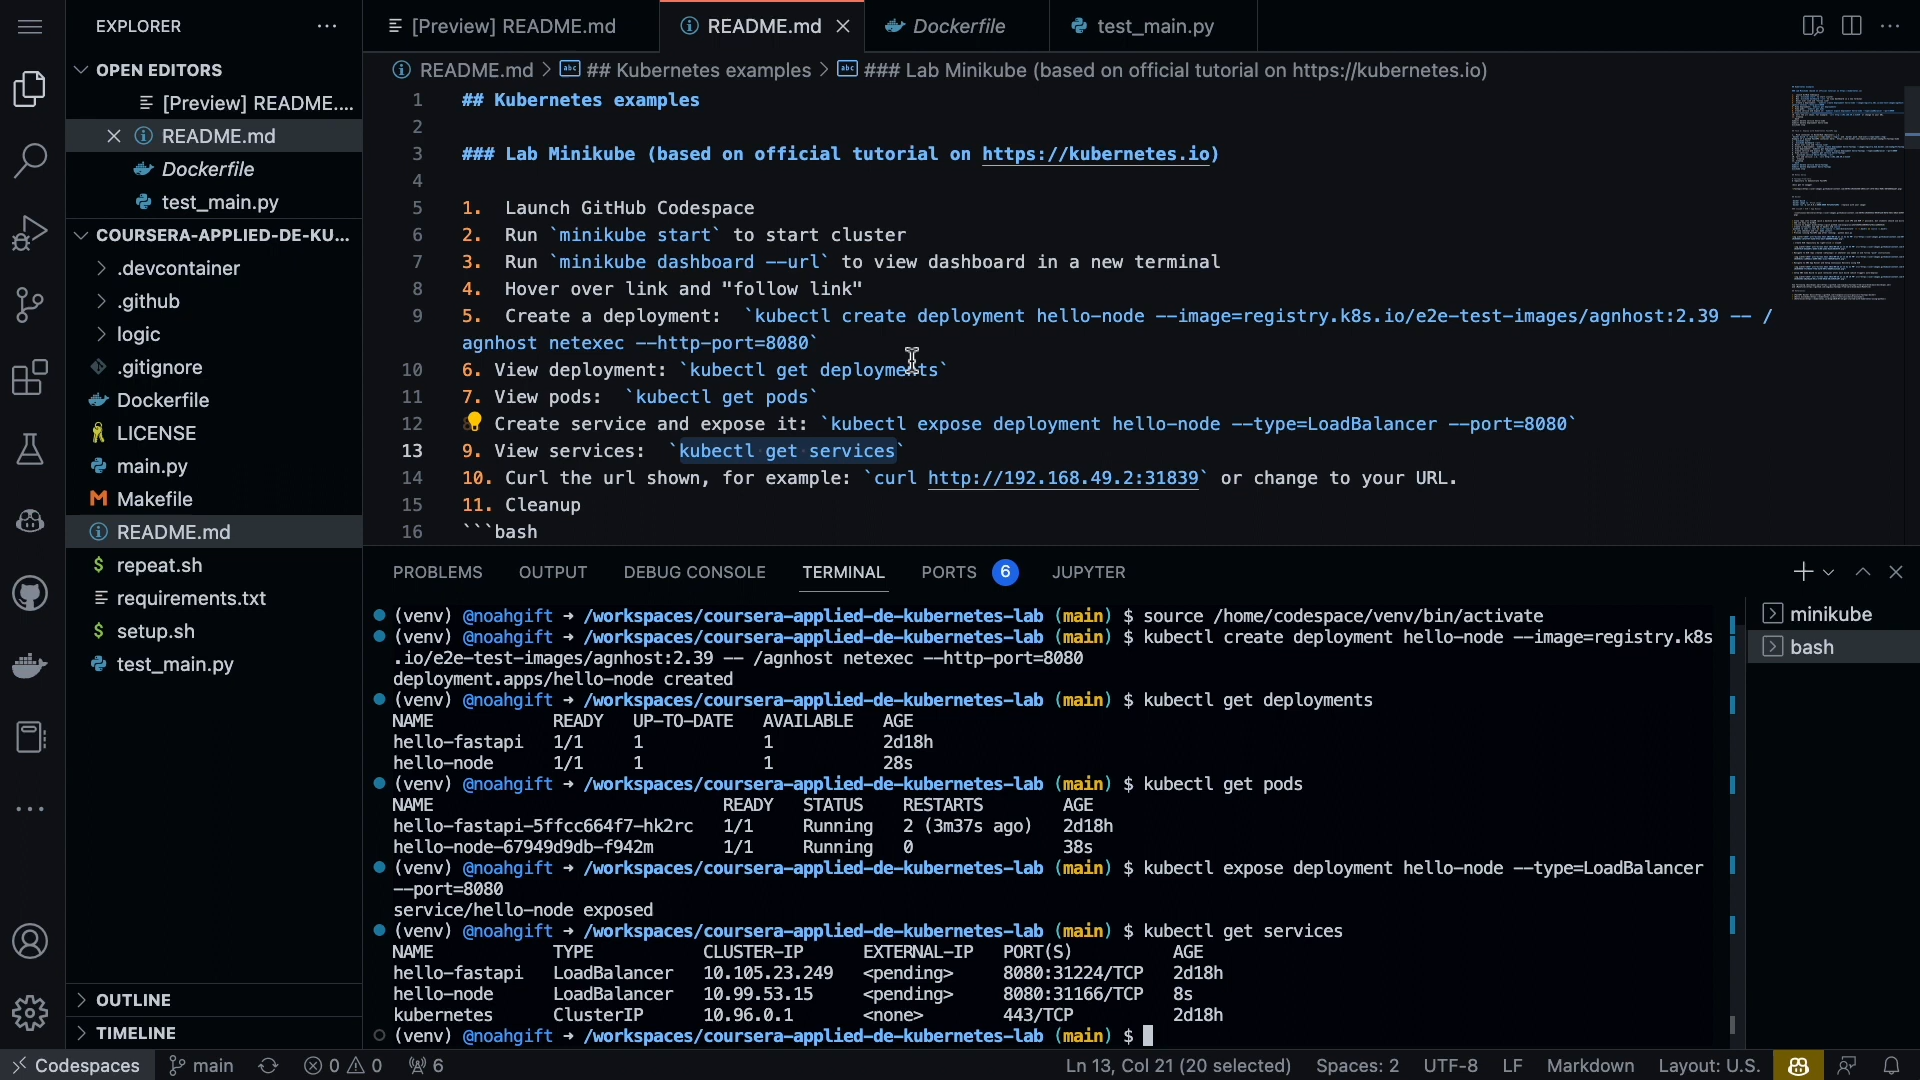 EXPLORER
[Preview] README.md
README.md
Dockerfile
test_main.py
OPEN EDITORS
[Preview] README....
README.md
Dockerfile
test_main.py
COURSERA-APPLIED-DE-KU...
.devcontainer
.github
logic
.gitignore
Dockerfile
LICENSE
main.py
Makefile
README.md
repeat.sh
requirements.txt
setup.sh
test_main.py
OUTLINE
TIMELINE
README.md > ## Kubernetes examples > ### Lab Minikube (based on official tutorial on https://kubernetes.io)
1 ## Kubernetes examples
2
3 ### Lab Minikube (based on official tutorial on https://kubernetes.io)
4
5 1. Launch GitHub Codespace
6 2. Run `minikube start` to start cluster
7 3. Run `minikube dashboard --url` to view dashboard in a new terminal
8 4. Hover over link and "follow link"
9 5. Create a deployment: `kubectl create deployment hello-node --image=registry.k8s.io/e2e-test-images/agnhost:2.39 -- /
agnhost netexec --http-port=8080`
10 6. View deployment: `kubectl get deployments`
11 7. View pods: `kubectl get pods`
12 Create service and expose it: `kubectl expose deployment hello-node --type=LoadBalancer --port=8080`
13 9. View services: `kubectl get services`
14 10. Curl the url shown, for example: `curl http://192.168.49.2:31839` or change to your URL.
15 11. Cleanup
16 ```bash
PROBLEMS OUTPUT DEBUG CONSOLE TERMINAL PORTS 6 JUPYTER
minikube
bash
(venv) @noahgift → /workspaces/coursera-applied-de-kubernetes-lab (main) $ source /home/codespace/venv/bin/activate
(venv) @noahgift → /workspaces/coursera-applied-de-kubernetes-lab (main) $ kubectl create deployment hello-node --image=registry.k8s
.io/e2e-test-images/agnhost:2.39 -- /agnhost netexec --http-port=8080
deployment.apps/hello-node created
(venv) @noahgift → /workspaces/coursera-applied-de-kubernetes-lab (main) $ kubectl get deployments
NAME READY UP-TO-DATE AVAILABLE AGE
hello-fastapi 1/1 1 1 2d18h
hello-node 1/1 1 1 28s
(venv) @noahgift → /workspaces/coursera-applied-de-kubernetes-lab (main) $ kubectl get pods
NAME READY STATUS RESTARTS AGE
hello-fastapi-5ffcc664f7-hk2rc 1/1 Running 2 (3m37s ago) 2d18h
hello-node-67949d9db-f942m 1/1 Running 0 38s
(venv) @noahgift → /workspaces/coursera-applied-de-kubernetes-lab (main) $ kubectl expose deployment hello-node --type=LoadBalancer
--port=8080
service/hello-node exposed
(venv) @noahgift → /workspaces/coursera-applied-de-kubernetes-lab (main) $ kubectl get services
NAME TYPE CLUSTER-IP EXTERNAL-IP PORT(S) AGE
hello-fastapi LoadBalancer 10.105.23.249 <pending> 8080:31224/TCP 2d18h
hello-node LoadBalancer 10.99.53.15 <pending> 8080:31166/TCP 8s
kubernetes ClusterIP 10.96.0.1 <none> 443/TCP 2d18h
(venv) @noahgift → /workspaces/coursera-applied-de-kubernetes-lab (main) $
Codespaces main 0 0 6 Ln 13, Col 21 (20 selected) Spaces: 2 UTF-8 LF Markdown Layout: U.S.